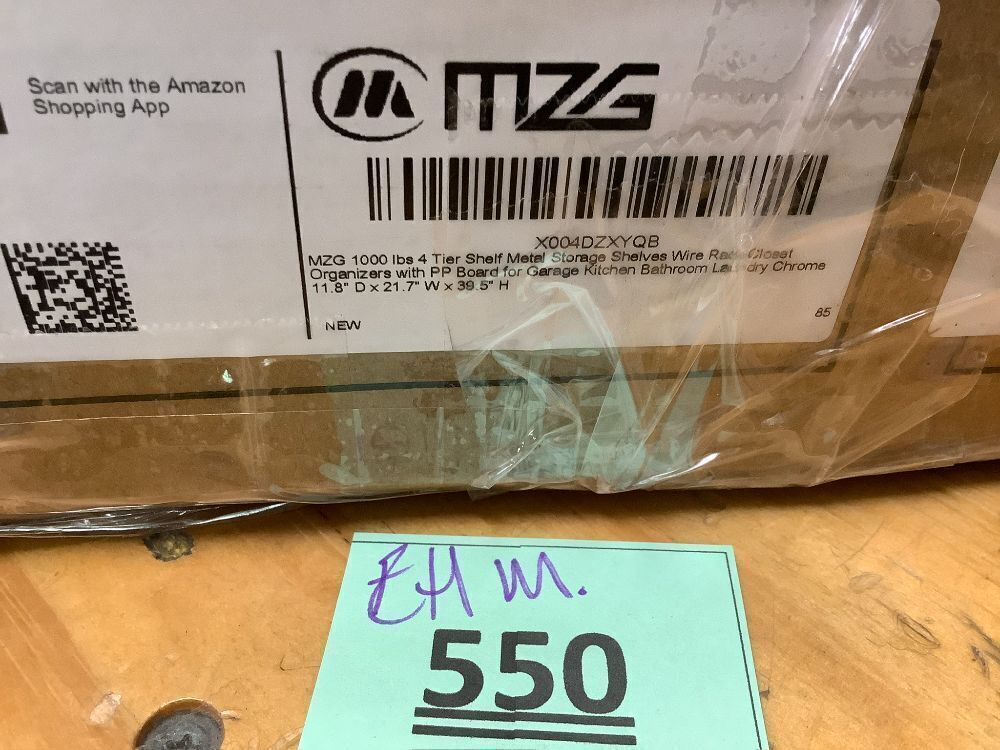 Scan with the Amazon
Shopping App
M MZG
X004DZXYQB
MZG 1000 lbs 4 Tier Shelf Metal Storage Shelves Wire Rack Closet
Organizers with PP Board for Garage Kitchen Bathroom Laundry Chrome
11.8" D x 21.7" W x 39.5" H
NEW
85
EH M.
550